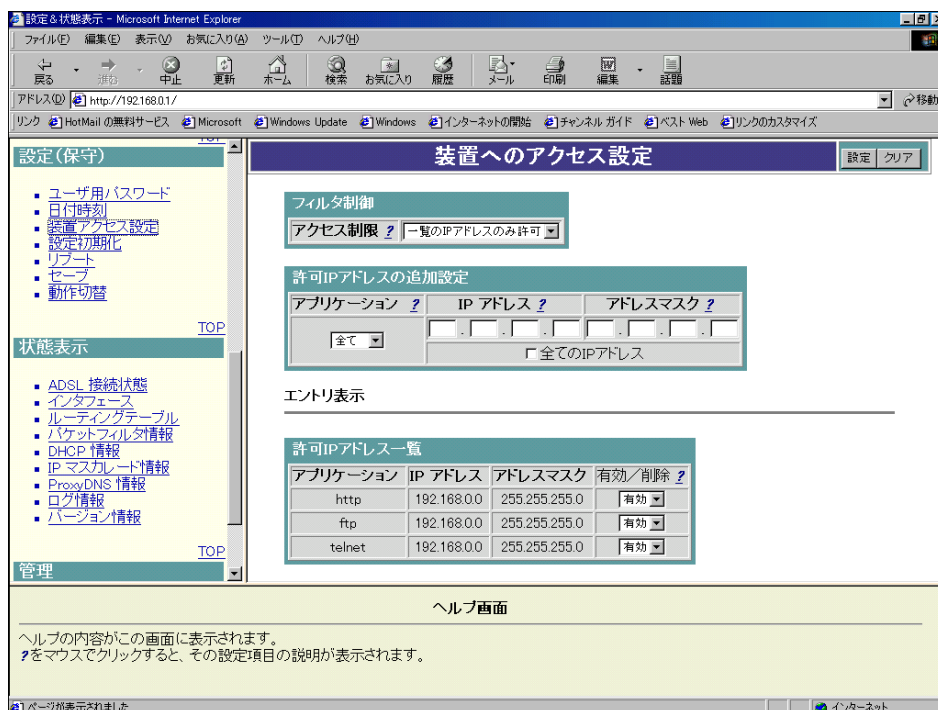 設定&状態表示 - Microsoft Internet Explorer
ファイル(F) 編集(E) 表示(V) お気に入り(A) ツール(T) ヘルプ(H)
戻る 進む 中止 更新 ホーム 検索 お気に入り 履歴 メール 印刷 編集 話題
アドレス(D) http://192.168.0.1/ 移動
リンク HotMail の無料サービス Microsoft Windows Update Windows インターネットの開始 チャンネル ガイド ベスト Web リンクのカスタマイズ
TOP
設定(保守)
ユーザ用パスワード
日付時刻
装置アクセス設定
設定初期化
リブート
セーブ
動作切替
TOP
状態表示
ADSL 接続状態
インタフェース
ルーティングテーブル
パケットフィルタ情報
DHCP 情報
IP マスカレード情報
ProxyDNS 情報
ログ情報
バージョン情報
TOP
管理
装置へのアクセス設定
設定 クリア
フィルタ制御
アクセス制限 ? 一覧のIPアドレスのみ許可
許可IPアドレスの追加設定
アプリケーション ? IP アドレス ? アドレスマスク ?
全て . . . . . .
全てのIPアドレス
エントリ表示
許可IPアドレス一覧
アプリケーション IP アドレス アドレスマスク 有効/削除 ?
http 192.168.0.0 255.255.255.0 有効
ftp 192.168.0.0 255.255.255.0 有効
telnet 192.168.0.0 255.255.255.0 有効
ヘルプ画面
ヘルプの内容がこの画面に表示されます。
?をマウスでクリックすると、その設定項目の説明が表示されます。
ページが表示されました インターネット